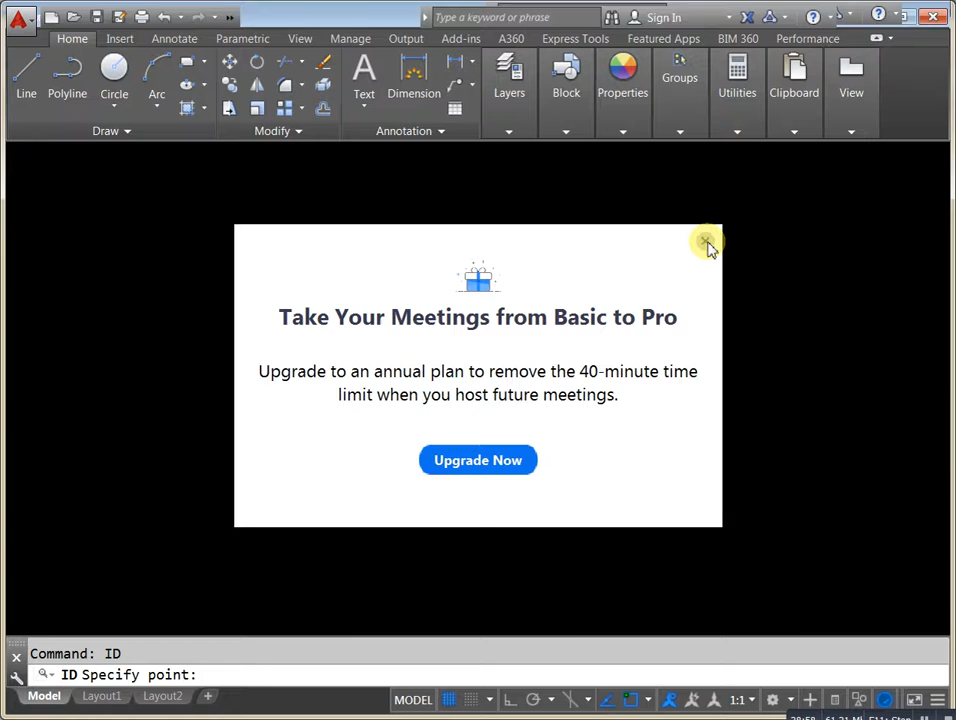 Type a keyword or phrase Sign In
Home Insert Annotate Parametric View Manage Output Add-ins A360 Express Tools Featured Apps BIM 360 Performance
Line Polyline Circle Arc Text Dimension Layers Block Properties Groups Utilities Clipboard View
Draw Modify Annotation
Take Your Meetings from Basic to Pro
Upgrade to an annual plan to remove the 40-minute time
limit when you host future meetings.
Upgrade Now
Command: ID
ID Specify point:
Model Layout1 Layout2 + MODEL 1:1